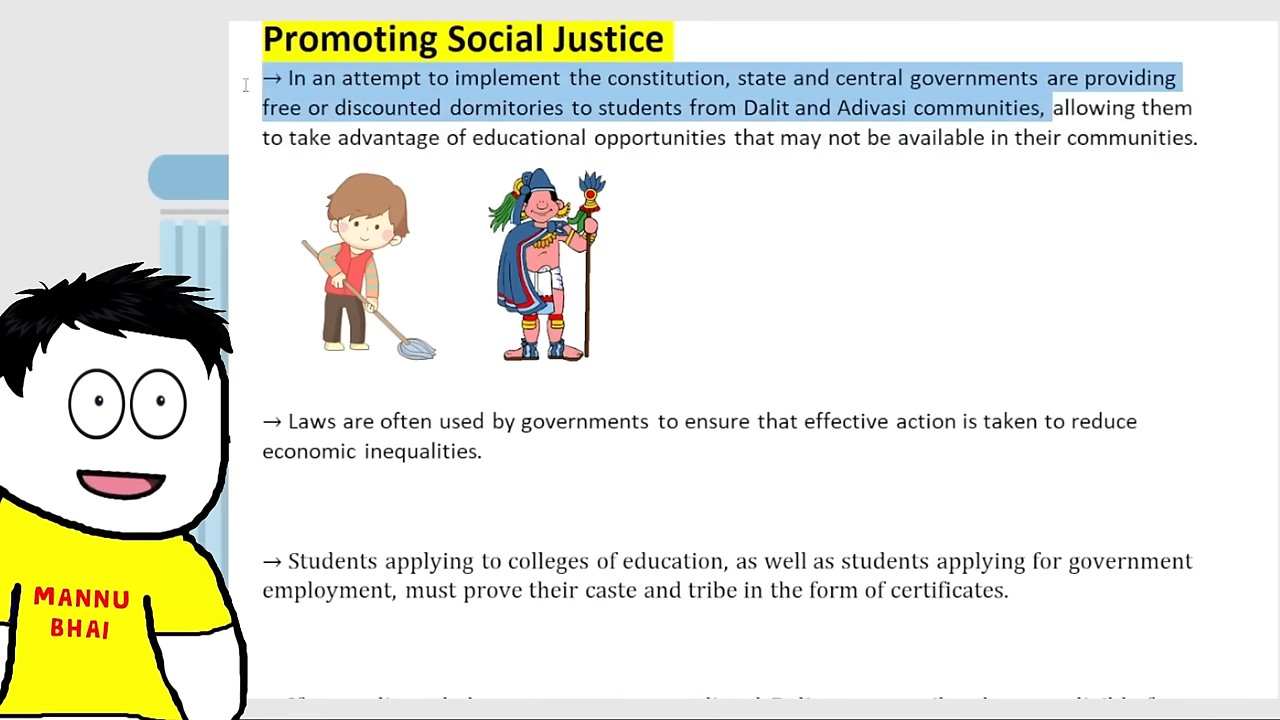 Promoting Social Justice
→ In an attempt to implement the constitution, state and central governments are providing
free or discounted dormitories to students from Dalit and Adivasi communities, allowing them
to take advantage of educational opportunities that may not be available in their communities.
→ Laws are often used by governments to ensure that effective action is taken to reduce
economic inequalities.
→ Students applying to colleges of education, as well as students applying for government
employment, must prove their caste and tribe in the form of certificates.
MANNU
BHAI